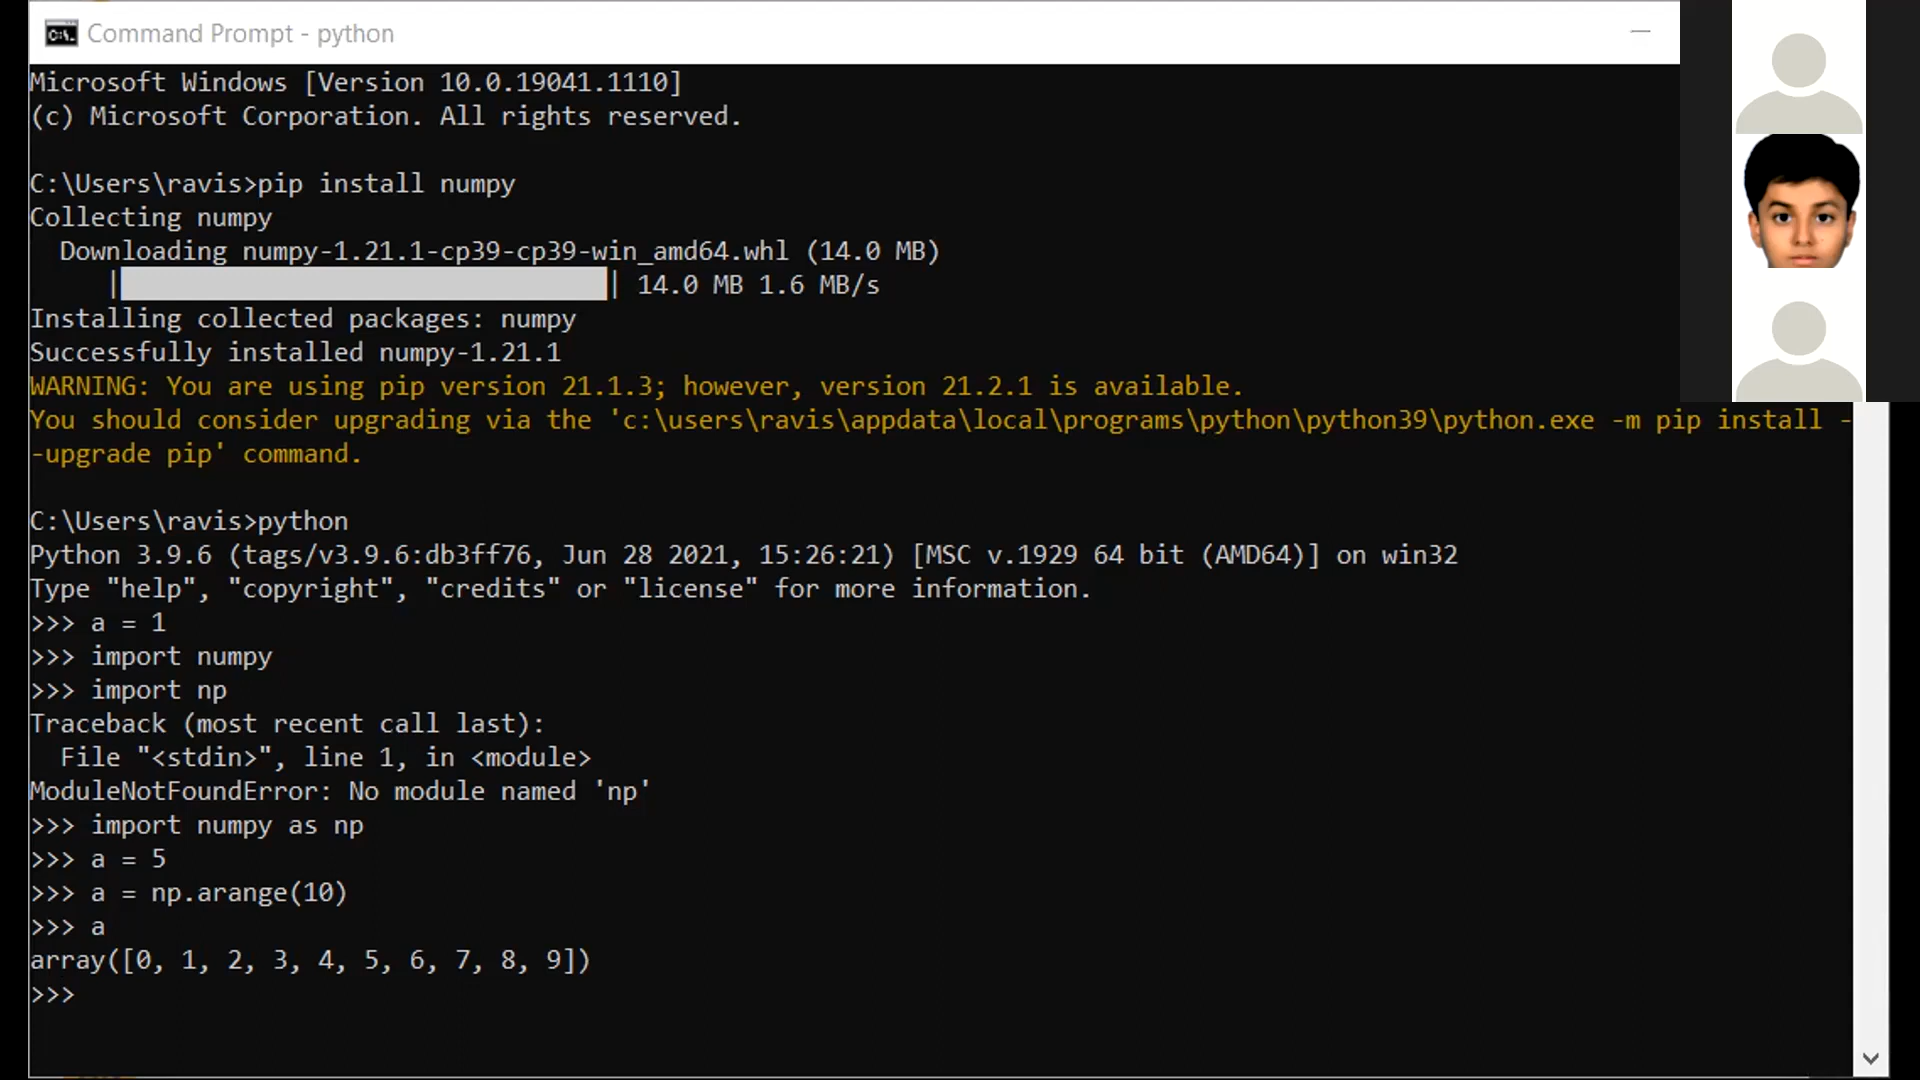 Command Prompt - python
Microsoft Windows [Version 10.0.19041.1110]
(c) Microsoft Corporation. All rights reserved.
C:\Users\ravis>pip install numpy
Collecting numpy
  Downloading numpy-1.21.1-cp39-cp39-win_amd64.whl (14.0 MB)
     || 14.0 MB 1.6 MB/s
Installing collected packages: numpy
Successfully installed numpy-1.21.1
WARNING: You are using pip version 21.1.3; however, version 21.2.1 is available.
You should consider upgrading via the 'c:\users\ravis\appdata\local\programs\python\python39\python.exe -m pip install -
-upgrade pip' command.
C:\Users\ravis>python
Python 3.9.6 (tags/v3.9.6:db3ff76, Jun 28 2021, 15:26:21) [MSC v.1929 64 bit (AMD64)] on win32
Type "help", "copyright", "credits" or "license" for more information.
>>> a = 1
>>> import numpy
>>> import np
Traceback (most recent call last):
  File "<stdin>", line 1, in <module>
ModuleNotFoundError: No module named 'np'
>>> import numpy as np
>>> a = 5
>>> a = np.arange(10)
>>> a
array([0, 1, 2, 3, 4, 5, 6, 7, 8, 9])
>>>